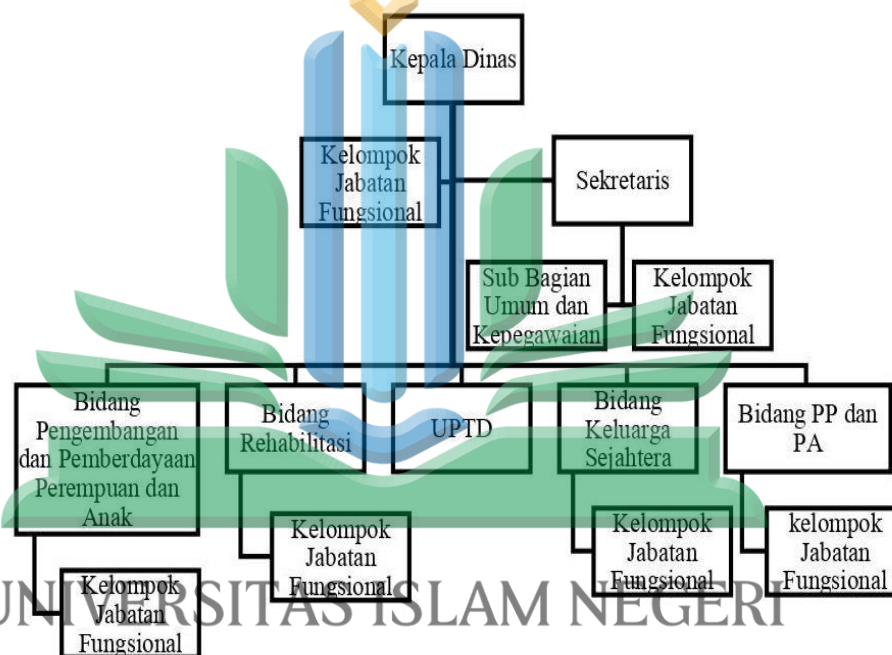 Kepala Dinas
Kelompok
Jabatan
Fungsional
Sekretaris
Sub Bagian
Umum dan
Kepegawaian
Kelompok
Jabatan
Fungsional
Bidang
Pengembangan
dan Pemberdayaan
Perempuan dan
Anak
Bidang
Rehabilitasi
UPTD
Bidang
Keluarga
Sejahtera
Bidang PP dan
PA
Kelompok
Jabatan
Fungsional
Kelompok
Jabatan
Fungsional
Kelompok
Jabatan
Fungsional
kelompok
Jabatan
Fungsional
UNIVERSITAS ISLAM NEGERI